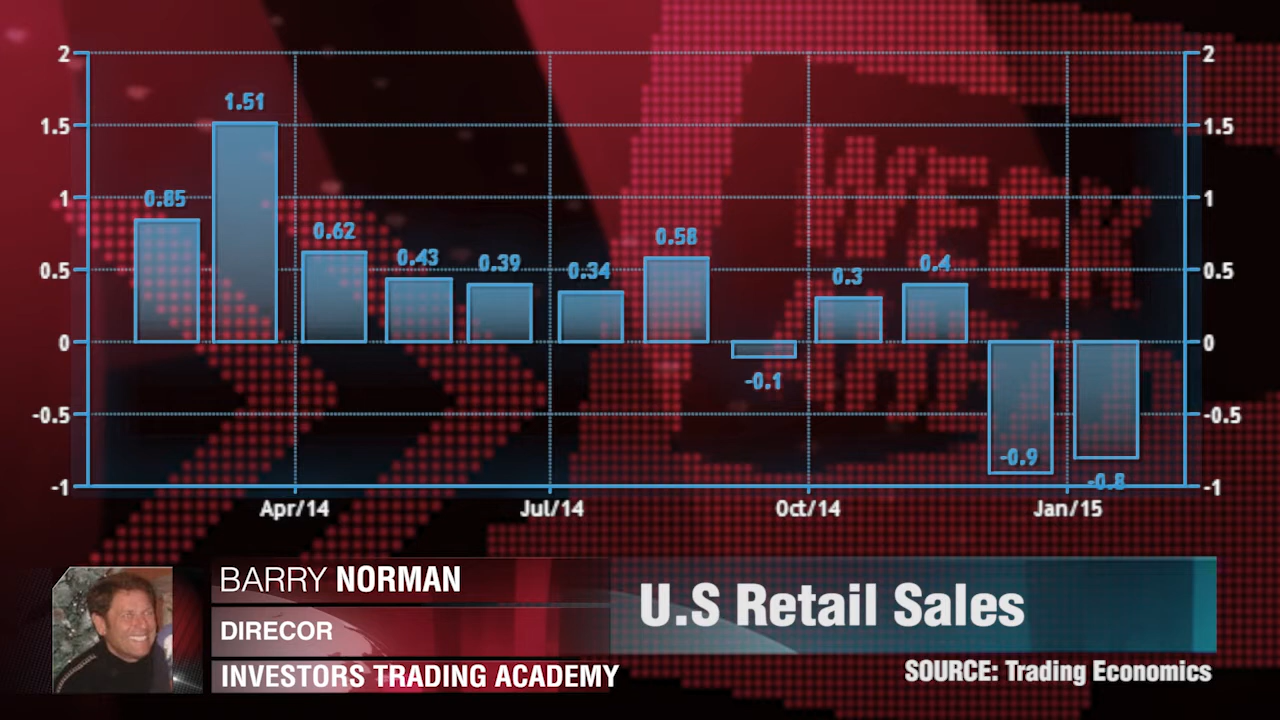 2 2
1.51
1.5 1.5
1 0.85 1
0.62 0.58
0.43 0.39 0.34 0.4
0.5 0.5
0.3
0 0
-0.1
-0.5 -0.5
-0.9
-0.8
-1 -1
Apr/14 Jul/14 Oct/14 Jan/15
WEEK
BARRY NORMAN
DIRECOR
INVESTORS TRADING ACADEMY
U.S Retail Sales
SOURCE: Trading Economics